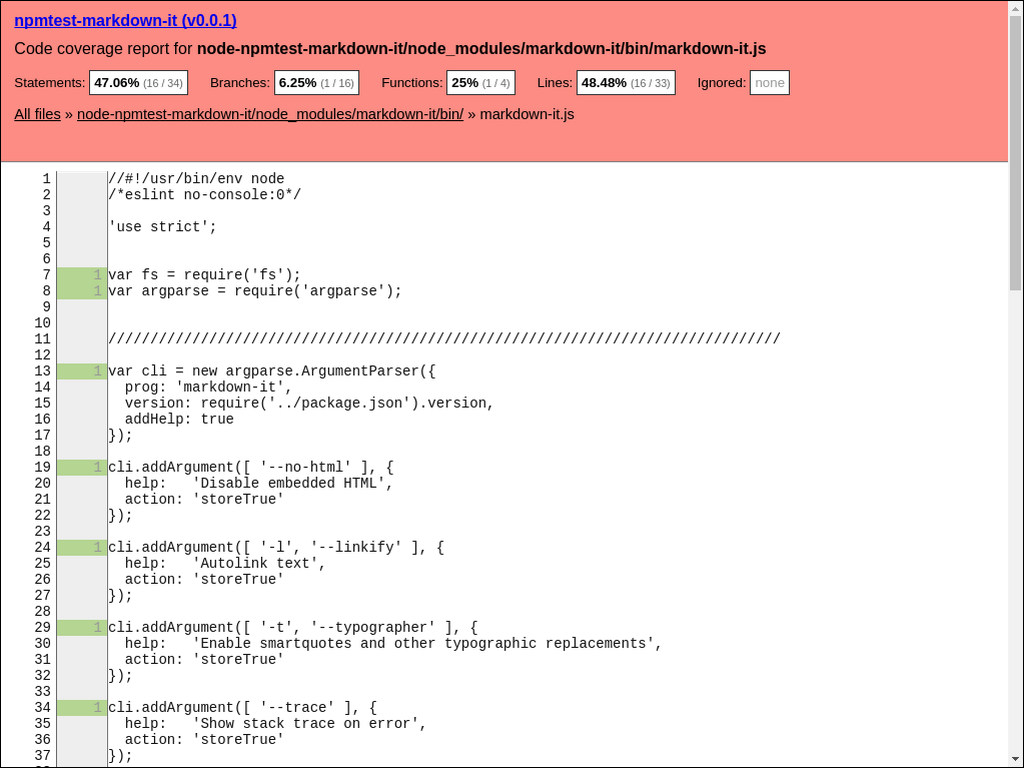 npmtest-markdown-it (v0.0.1)
Code coverage report for node-npmtest-markdown-it/node_modules/markdown-it/bin/markdown-it.js
Statements: 47.06% (16 / 34) Branches: 6.25% (1 / 16) Functions: 25% (1 / 4) Lines: 48.48% (16 / 33) Ignored: none
All files » node-npmtest-markdown-it/node_modules/markdown-it/bin/ » markdown-it.js
1 //#!/usr/bin/env node
2 /*eslint no-console:0*/
3
4 'use strict';
5
6
7 1 var fs = require('fs');
8 1 var argparse = require('argparse');
9
10
11 ////////////////////////////////////////////////////////////////////////////////
12
13 1 var cli = new argparse.ArgumentParser({
14   prog: 'markdown-it',
15   version: require('../package.json').version,
16   addHelp: true
17 });
18
19 1 cli.addArgument([ '--no-html' ], {
20   help:   'Disable embedded HTML',
21   action: 'storeTrue'
22 });
23
24 1 cli.addArgument([ '-l', '--linkify' ], {
25   help:   'Autolink text',
26   action: 'storeTrue'
27 });
28
29 1 cli.addArgument([ '-t', '--typographer' ], {
30   help:   'Enable smartquotes and other typographic replacements',
31   action: 'storeTrue'
32 });
33
34 1 cli.addArgument([ '--trace' ], {
35   help:   'Show stack trace on error',
36   action: 'storeTrue'
37 });